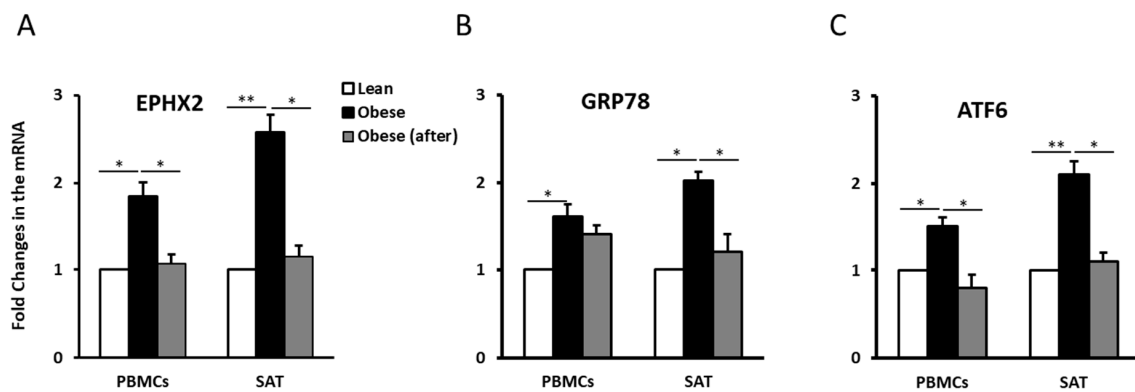 A
B
C
EPHX2
Lean
Obese
Obese (after)
GRP78
ATF6
Fold Changes in the mRNA
3
2
1
0
** *
* *
PBMCs SAT
3
2
1
0
* *
*
PBMCs SAT
3
2
1
0
** *
* *
PBMCs SAT